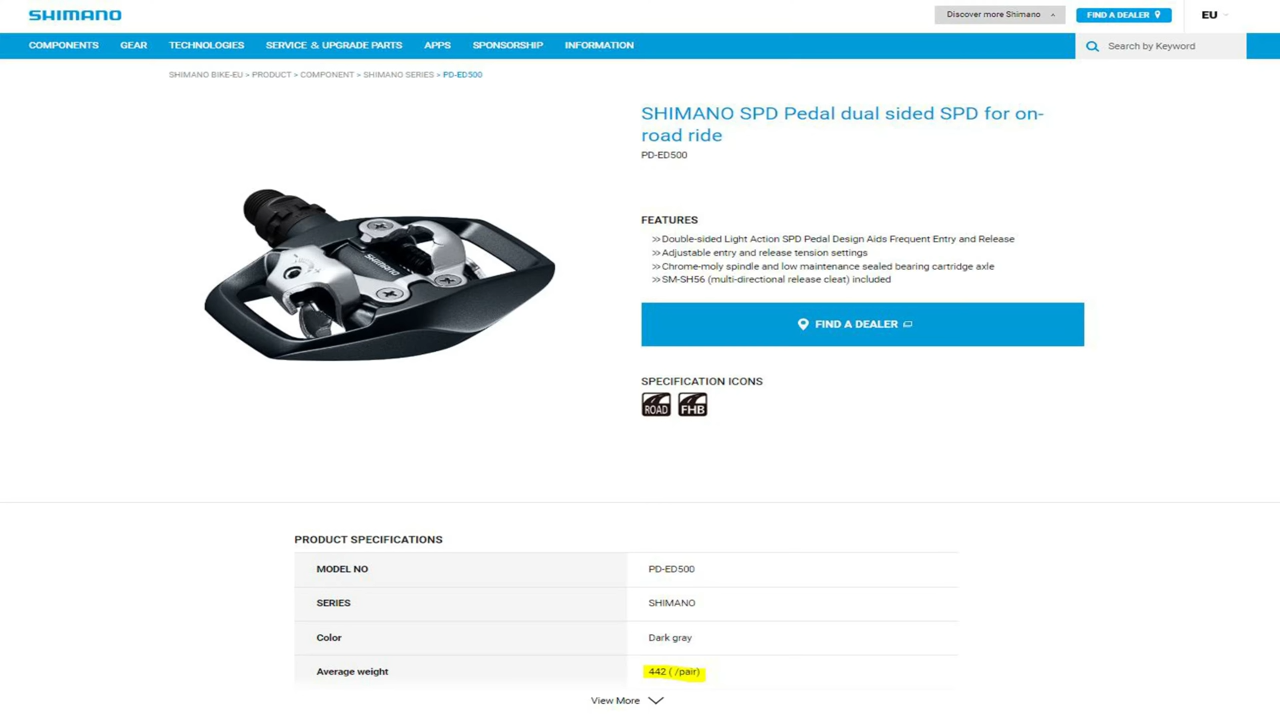 SHIMANO
Discover more Shimano
FIND A DEALER
EU
COMPONENTS GEAR TECHNOLOGIES SERVICE & UPGRADE PARTS APPS SPONSORSHIP INFORMATION
Search by Keyword
SHIMANO BIKE-EU > PRODUCT > COMPONENT > SHIMANO SERIES > PD-ED500
SHIMANO SPD Pedal dual sided SPD for on-
road ride
PD-ED500
SHIMANO
FEATURES
>> Double-sided Light Action SPD Pedal Design Aids Frequent Entry and Release
>> Adjustable entry and release tension settings
>> Chrome-moly spindle and low maintenance sealed bearing cartridge axle
>> SM-SH56 (multi-directional release cleat) included
FIND A DEALER
SPECIFICATION ICONS
ROAD FHB
PRODUCT SPECIFICATIONS
MODEL NO PD-ED500
SERIES SHIMANO
Color Dark gray
Average weight 442 ( /pair)
View More